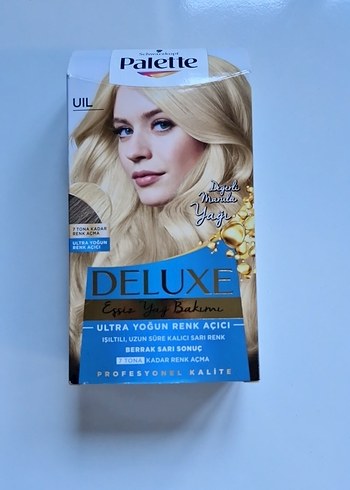 Schwarzkopf
Palette
UIL
Değerli
Marula
Yağı
7 TONA KADAR
RENK AÇMA
ULTRA YOĞUN
RENK AÇICI
DELUXE
Eşsiz Yağ Bakımı
ULTRA YOĞUN RENK AÇICI
IŞILTILI, UZUN SÜRE KALICI SARI RENK
BERRAK SARI SONUÇ
7 TONA KADAR RENK AÇMA
PROFESYONEL KALİTE